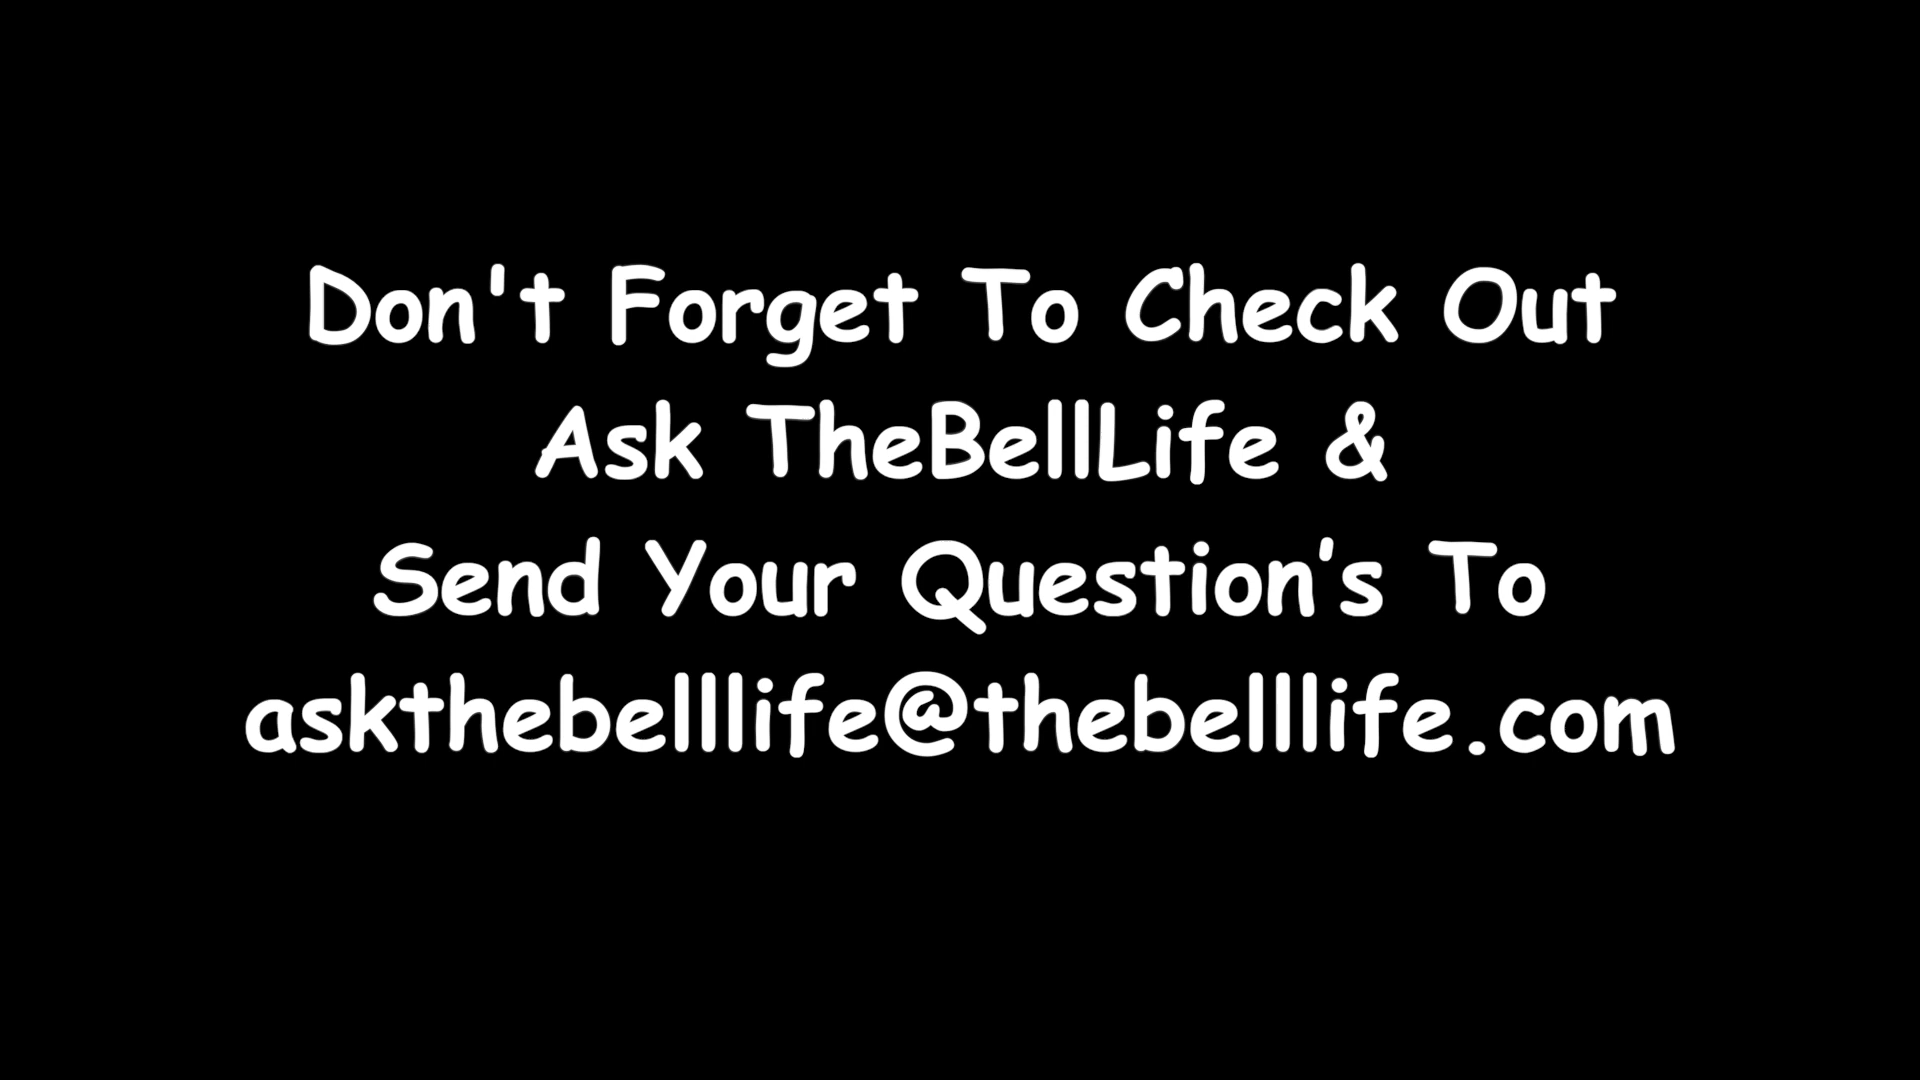 Don't Forget To Check Out
Ask TheBellLife &
Send Your Question’s To
askthebelllife@thebelllife.com